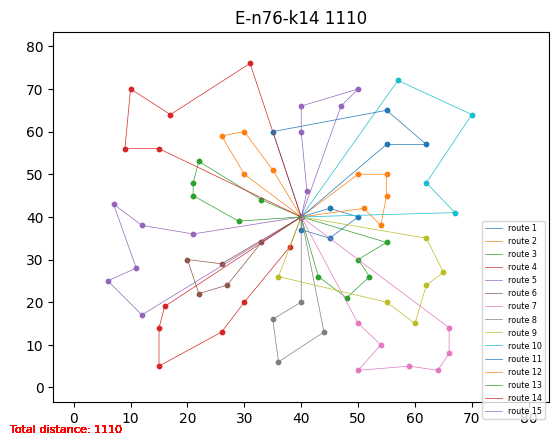 E-n76-k14 1110
80
70
60
50
40
30
20
10
0
0 10 20 30 40 50 60 70 80
route 1
route 2
route 3
route 4
route 5
route 6
route 7
route 8
route 9
route 10
route 11
route 12
route 13
route 14
route 15
Total distance: 1110